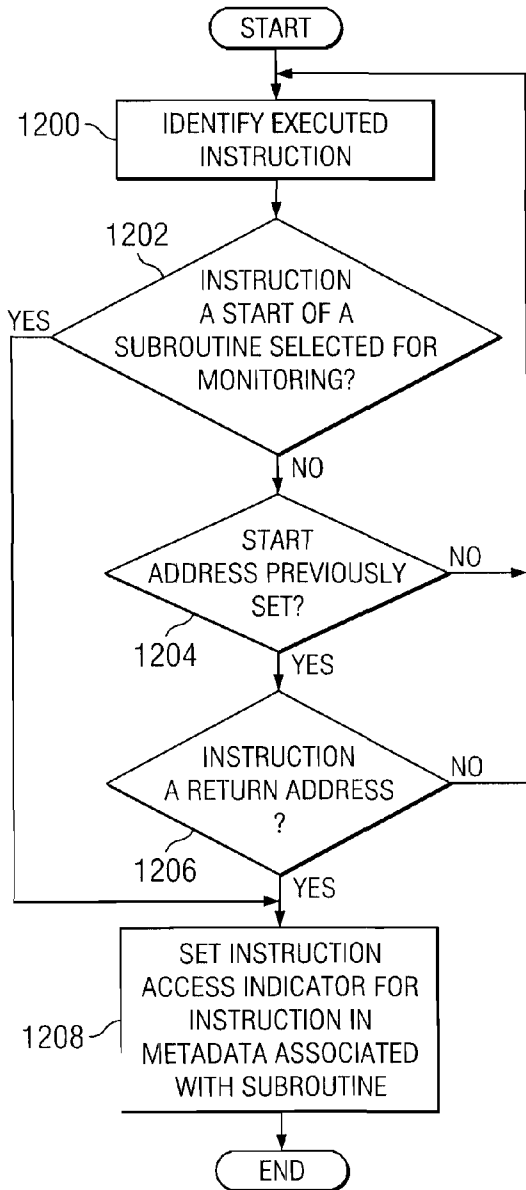 START
1200
IDENTIFY EXECUTED
INSTRUCTION
1202
INSTRUCTION
A START OF A
SUBROUTINE SELECTED FOR
MONITORING?
YES
NO
START
ADDRESS PREVIOUSLY
SET?
NO
1204
YES
INSTRUCTION
A RETURN ADDRESS
?
NO
1206
YES
SET INSTRUCTION
ACCESS INDICATOR FOR
INSTRUCTION IN
METADATA ASSOCIATED
WITH SUBROUTINE
1208
END